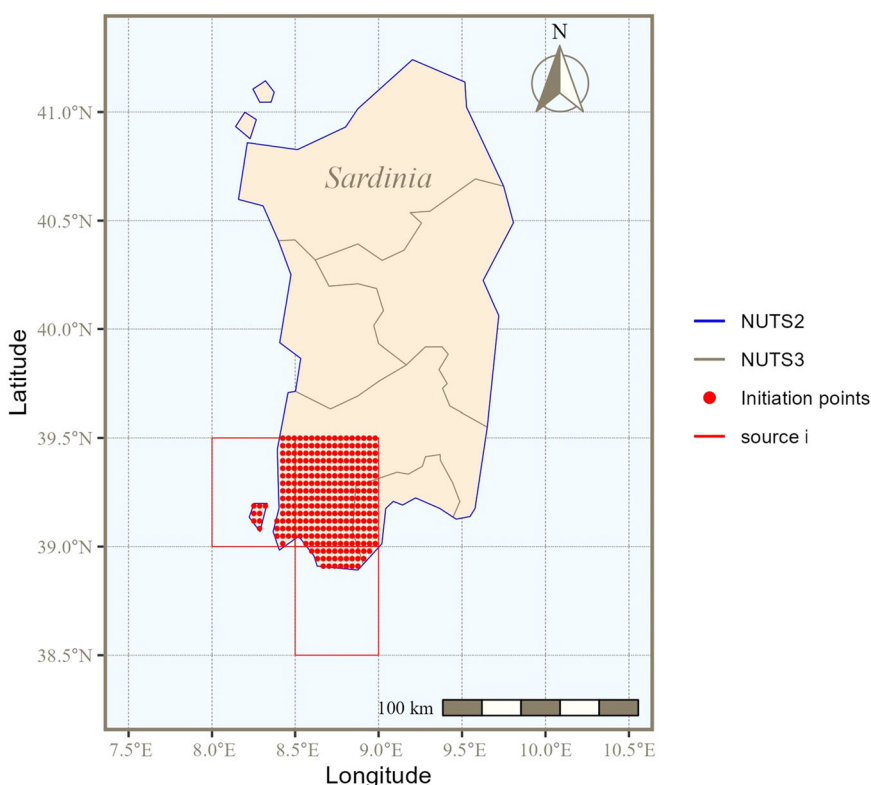 N
41.0°N
Sardinia
40.5°N
40.0°N
39.5°N
39.0°N
38.5°N
Latitude
100 km
7.5°E 8.0°E 8.5°E 9.0°E 9.5°E 10.0°E 10.5°E
Longitude
NUTS2
NUTS3
Initiation points
source i